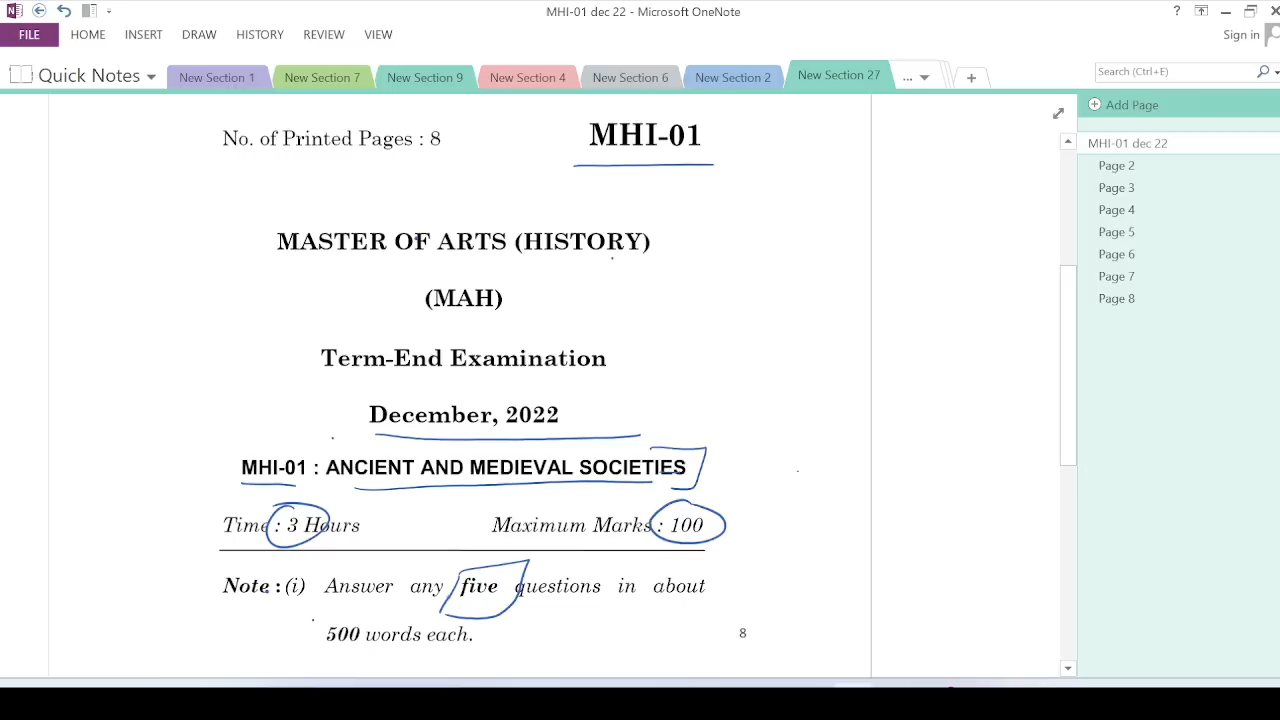 MHI-01 dec 22 - Microsoft OneNote
?
Sign in
FILE HOME INSERT DRAW HISTORY REVIEW VIEW
Quick Notes New Section 1 New Section 7 New Section 9 New Section 4 New Section 6 New Section 2 New Section 27 ... +
Search (Ctrl+E)
Add Page
MHI-01 dec 22
Page 2
Page 3
Page 4
Page 5
Page 6
Page 7
Page 8
No. of Printed Pages : 8 MHI-01
MASTER OF ARTS (HISTORY)
(MAH)
Term-End Examination
December, 2022
MHI-01 : ANCIENT AND MEDIEVAL SOCIETIES
Time : 3 Hours Maximum Marks : 100
Note : (i) Answer any five questions in about
500 words each.
8